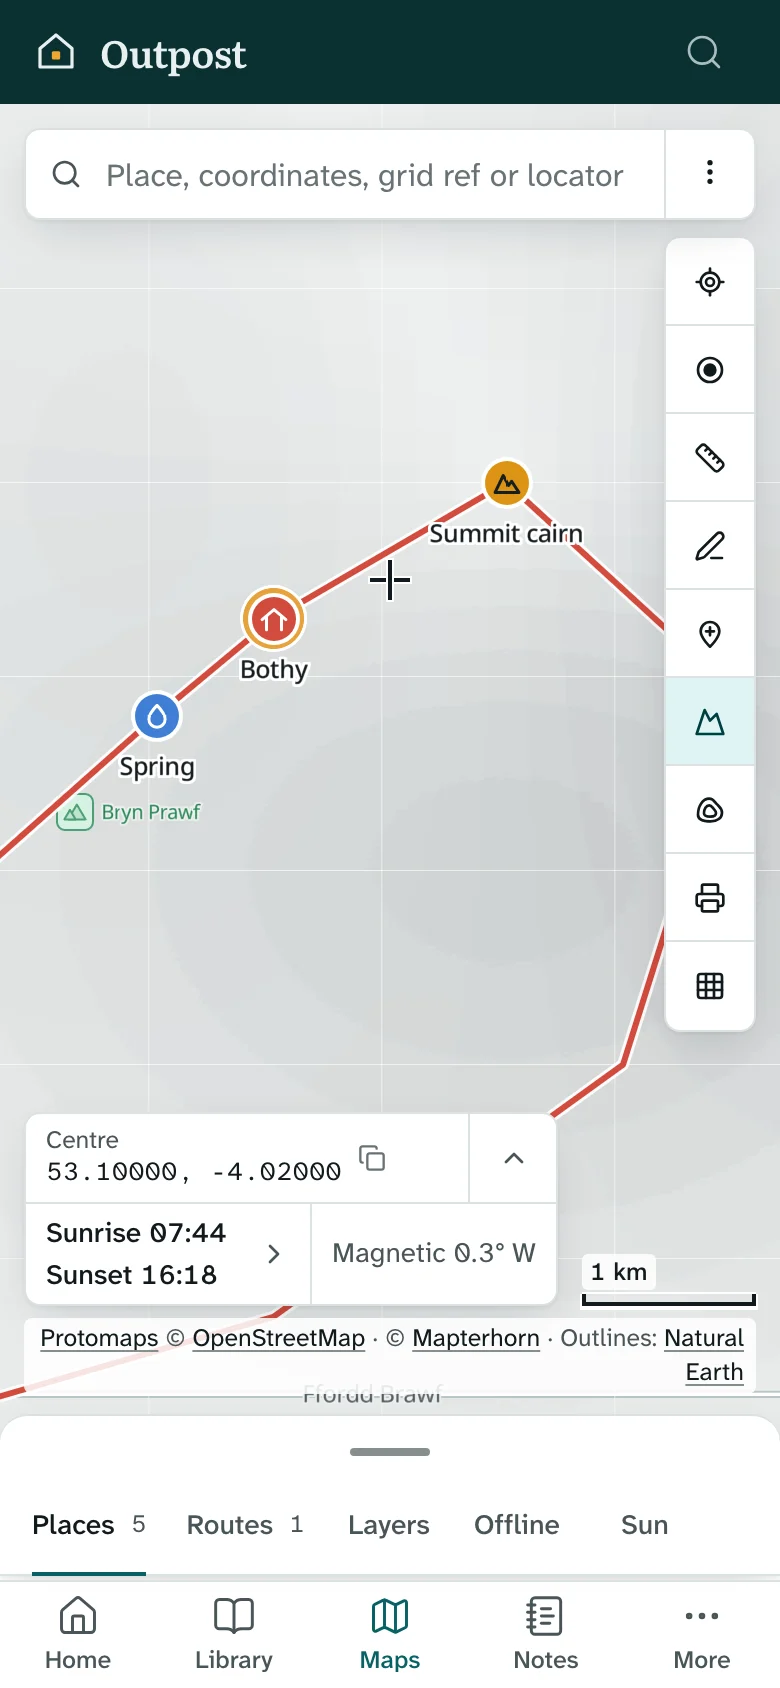 Outpost
Place, coordinates, grid ref or locator
Summit cairn
Bothy
Spring
Bryn Prawf
Centre
53.10000, -4.02000
Sunrise 07:44
Sunset 16:18
Magnetic 0.3° W
1 km
Protomaps © OpenStreetMap · © Mapterhorn · Outlines: Natural
Earth
Ffordd Brawf
Places 5 Routes 1 Layers Offline Sun
Home Library Maps Notes More